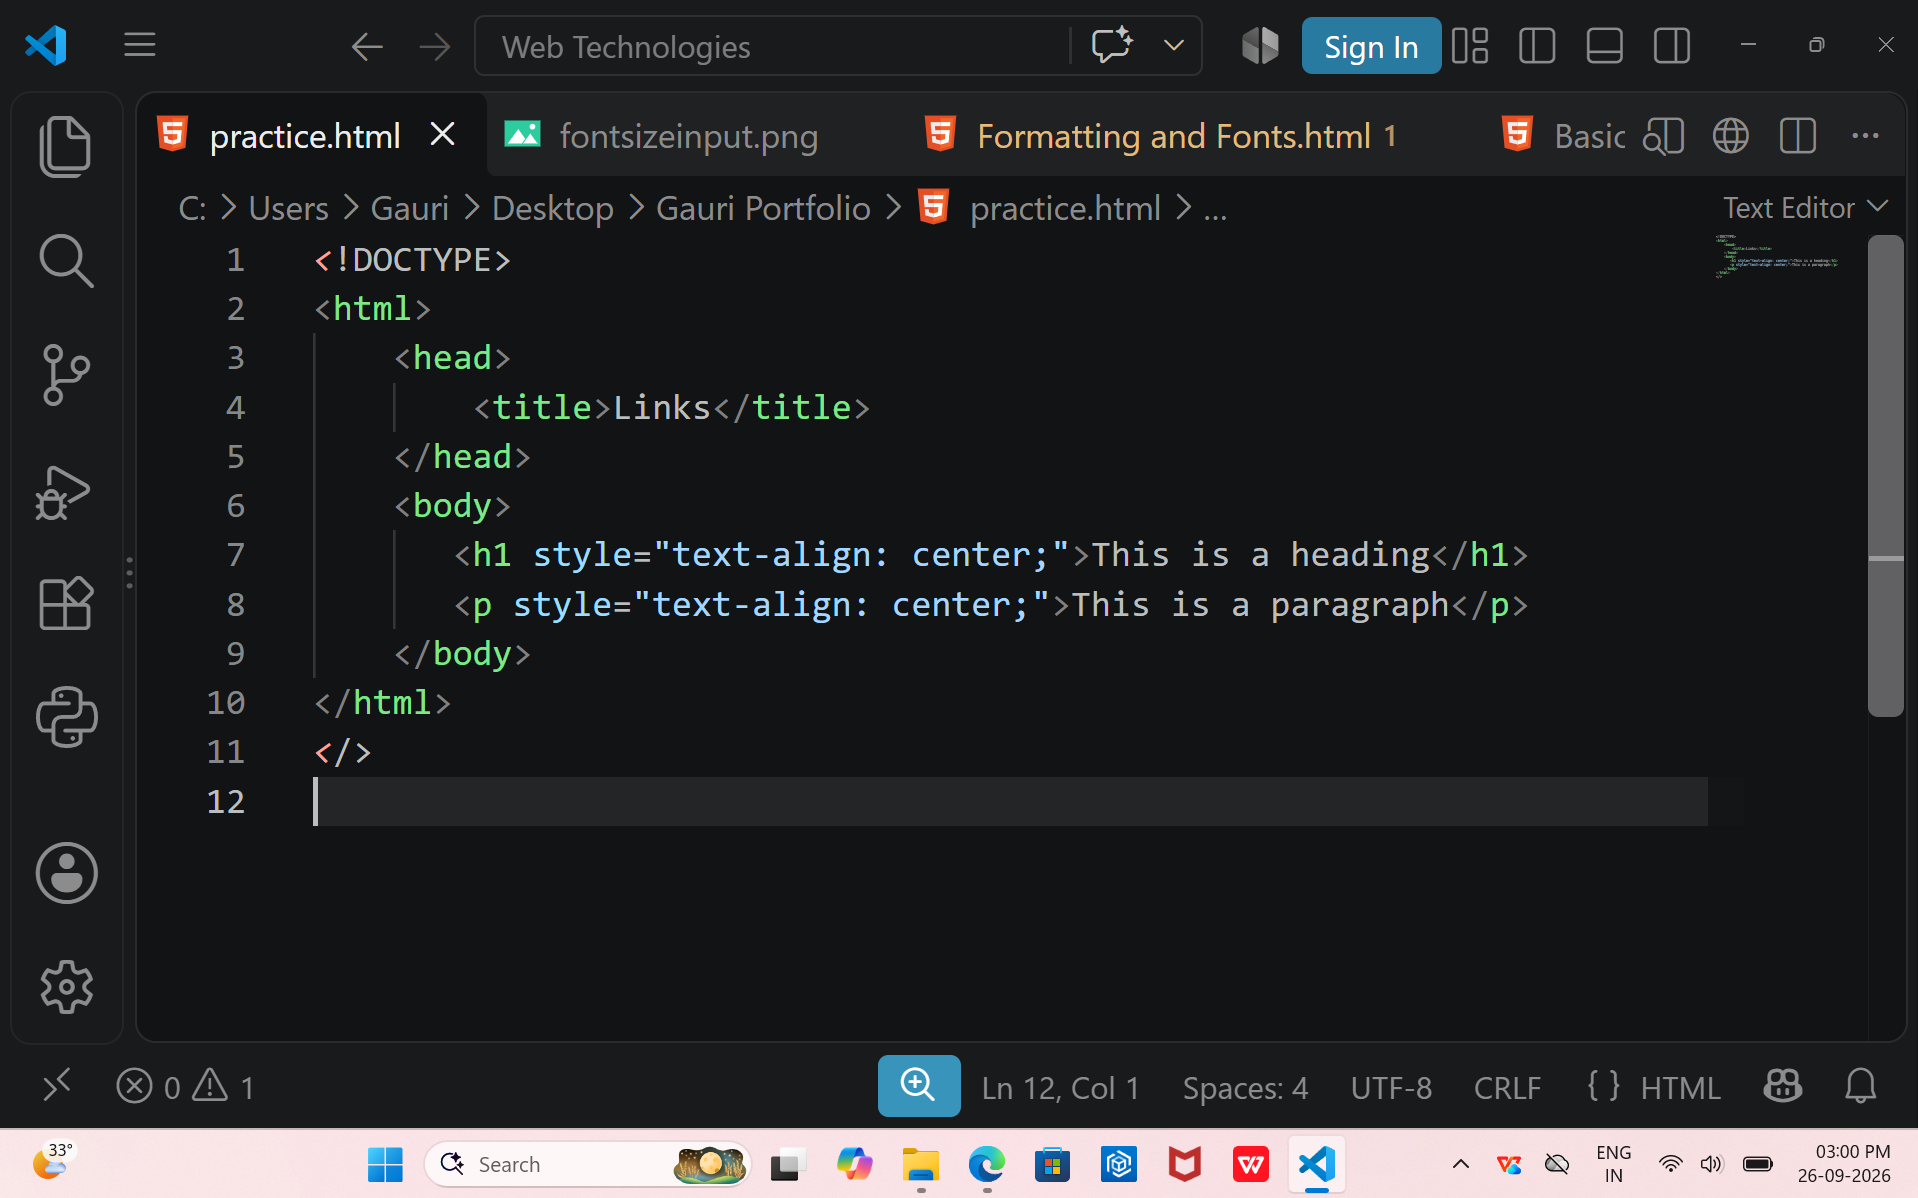 Web Technologies
Sign In
practice.html
fontsizeinput.png
Formatting and Fonts.html 1
Basic
C: > Users > Gauri > Desktop > Gauri Portfolio > practice.html > ...
Text Editor
1 <!DOCTYPE>
2 <html>
3     <head>
4         <title>Links</title>
5     </head>
6     <body>
7        <h1 style="text-align: center;">This is a heading</h1>
8        <p style="text-align: center;">This is a paragraph</p>
9     </body>
10 </html>
11 </>
12
0 1
Ln 12, Col 1
Spaces: 4
UTF-8
CRLF
{ } HTML
33°
Search
ENG
IN
03:00 PM
26-09-2026